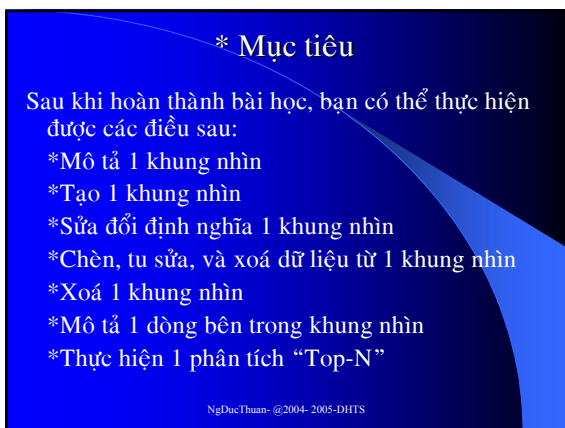 * Mục tiêu
Sau khi hoàn thành bài học, bạn có thể thực hiện
được các điều sau:
*Mô tả 1 khung nhìn
*Tạo 1 khung nhìn
*Sửa đổi định nghĩa 1 khung nhìn
*Chèn, tu sửa, và xoá dữ liệu từ 1 khung nhìn
*Xoá 1 khung nhìn
*Mô tả 1 dòng bên trong khung nhìn
*Thực hiện 1 phân tích “Top-N”
NgDucThuan- @2004- 2005-DHTS